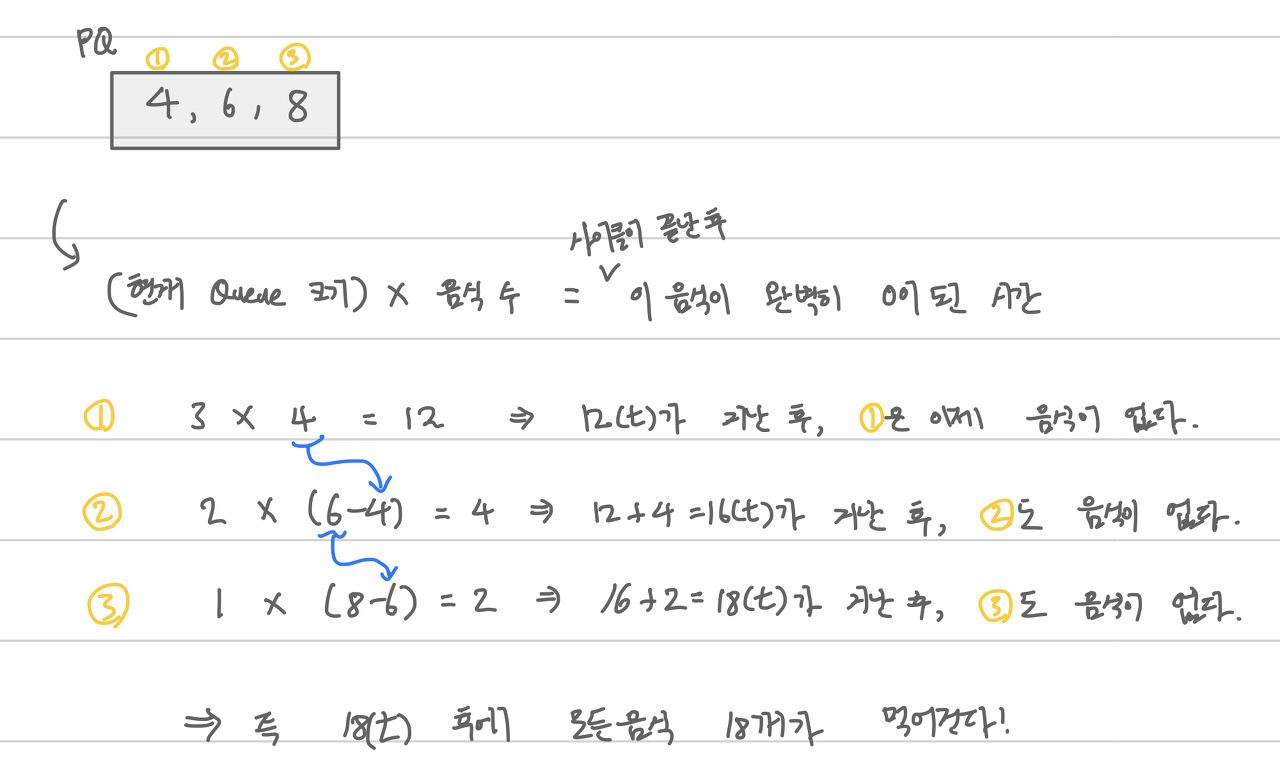 PQ
① ② ③
4, 6, 8
사이클이 끝난 후
(현재 Queue 크기) × 음식 수 = ∨ 이 음식이 완벽히 0이 되는 시간
① 3 × 4 = 12 ⇒ 12(t)가 지난 후, ①은 이제 음식이 없다.
② 2 × (6-4) = 4 ⇒ 12+4=16(t)가 지난 후, ②도 음식이 없다.
③ 1 × (8-6) = 2 ⇒ 16+2=18(t)가 지난 후, ③도 음식이 없다.
⇒ 즉 18(t) 후에 모든음식 18개가 먹어진다!